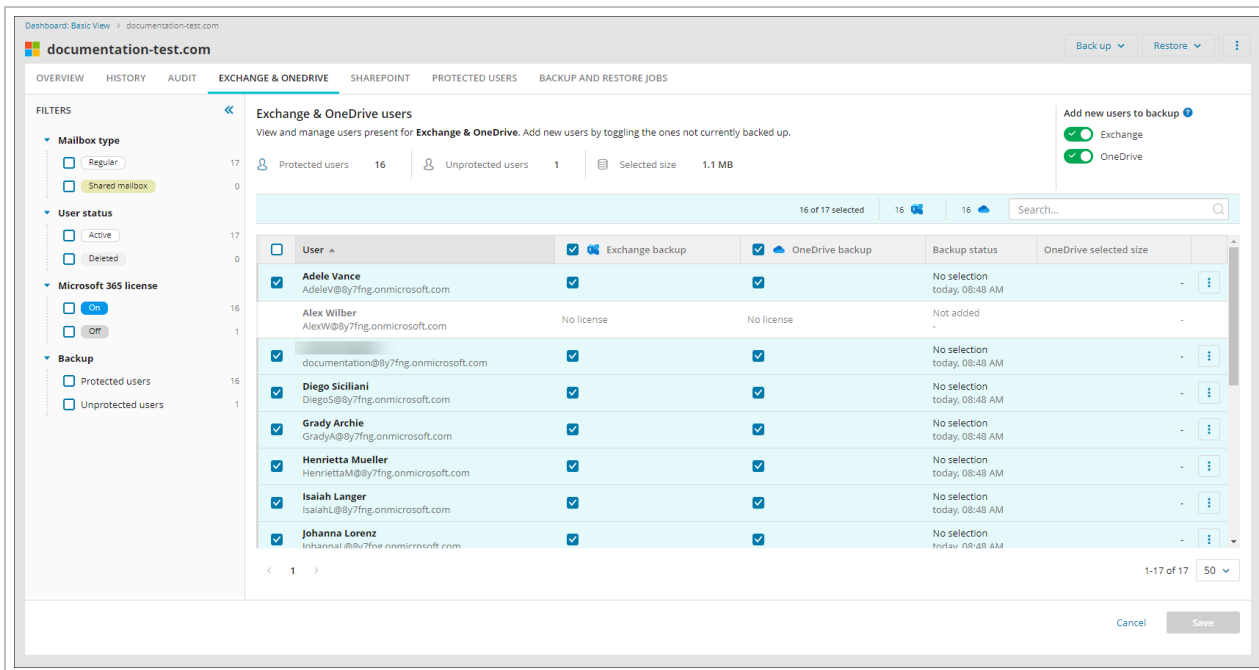 Dashboard: Basic View > documentation-test.com
documentation-test.com
Back up
Restore
OVERVIEW HISTORY AUDIT EXCHANGE & ONEDRIVE SHAREPOINT PROTECTED USERS BACKUP AND RESTORE JOBS
FILTERS
Mailbox type
Regular 17
Shared mailbox 0
User status
Active 17
Deleted 0
Microsoft 365 license
On 16
Off 1
Backup
Protected users 16
Unprotected users 1
Exchange & OneDrive users
View and manage users present for Exchange & OneDrive. Add new users by toggling the ones not currently backed up.
Protected users 16 Unprotected users 1 Selected size 1.1 MB
Add new users to backup ?
Exchange
OneDrive
16 of 17 selected 16 16 Search...
User Exchange backup OneDrive backup Backup status OneDrive selected size
Adele Vance No selection
AdeleV@8y7fng.onmicrosoft.com today, 08:48 AM -
Alex Wilber No license No license Not added
AlexW@8y7fng.onmicrosoft.com - -
No selection
documentation@8y7fng.onmicrosoft.com today, 08:48 AM -
Diego Siciliani No selection
DiegoS@8y7fng.onmicrosoft.com today, 08:48 AM -
Grady Archie No selection
GradyA@8y7fng.onmicrosoft.com today, 08:48 AM -
Henrietta Mueller No selection
HenriettaM@8y7fng.onmicrosoft.com today, 08:48 AM -
Isaiah Langer No selection
IsaiahL@8y7fng.onmicrosoft.com today, 08:48 AM -
Johanna Lorenz No selection
JohannaL@8y7fng.onmicrosoft.com today, 08:48 AM -
< 1 > 1-17 of 17 50
Cancel Save